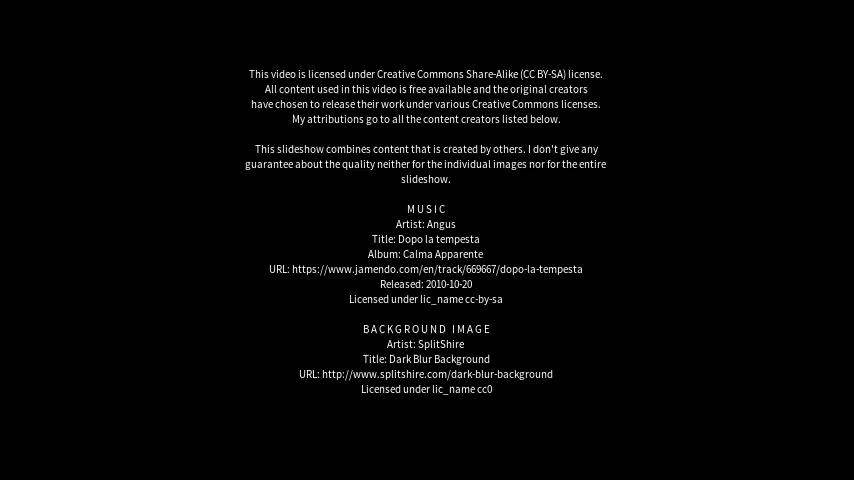 This video is licensed under Creative Commons Share-Alike (CC BY-SA) license.
All content used in this video is free available and the original creators
have chosen to release their work under various Creative Commons licenses.
My attributions go to all the content creators listed below.
This slideshow combines content that is created by others. I don't give any
guarantee about the quality neither for the individual images nor for the entire
slideshow.
MUSIC
Artist: Angus
Title: Dopo la tempesta
Album: Calma Apparente
URL: https://www.jamendo.com/en/track/669667/dopo-la-tempesta
Released: 2010-10-20
Licensed under lic_name cc-by-sa
BACKGROUND IMAGE
Artist: SplitShire
Title: Dark Blur Background
URL: http://www.splitshire.com/dark-blur-background
Licensed under lic_name cc0